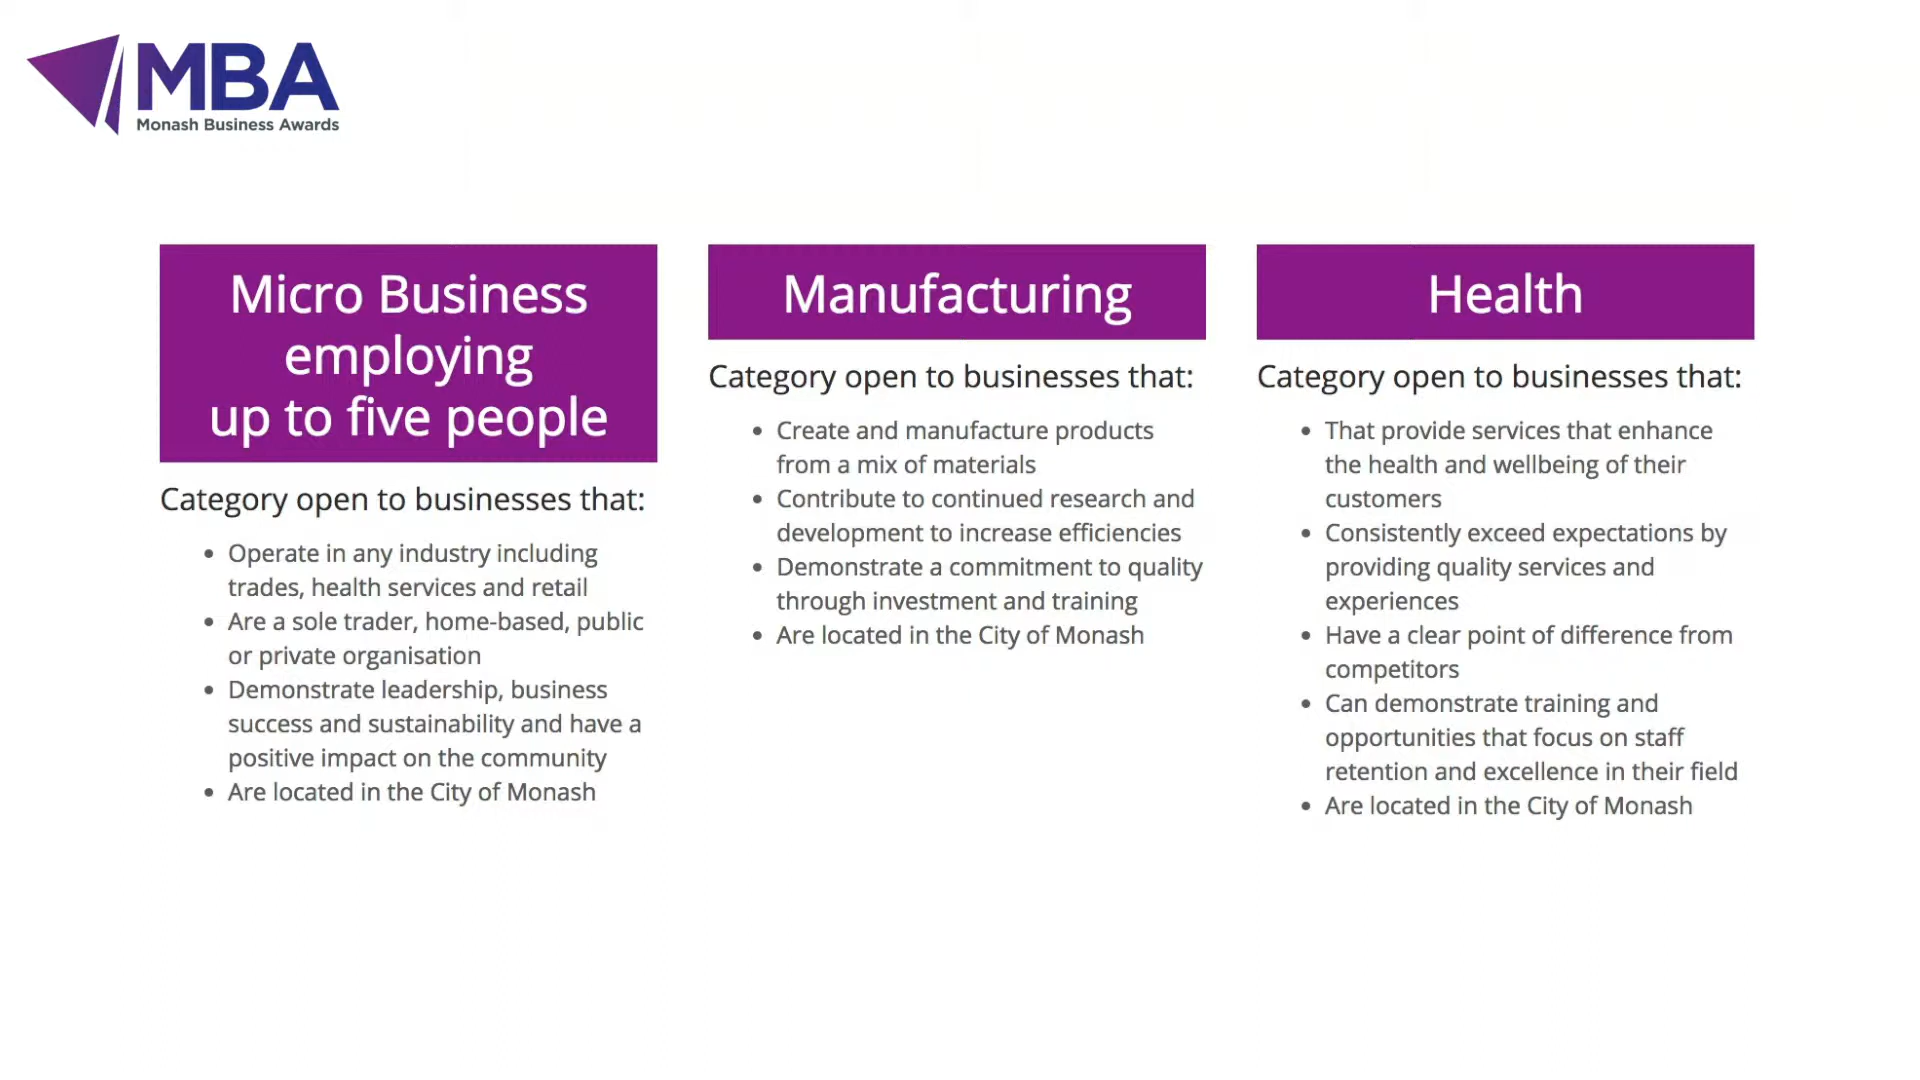 MBA
Monash Business Awards
Micro Business
employing
up to five people
Category open to businesses that:
• Operate in any industry including
trades, health services and retail
• Are a sole trader, home-based, public
or private organisation
• Demonstrate leadership, business
success and sustainability and have a
positive impact on the community
• Are located in the City of Monash
Manufacturing
Category open to businesses that:
• Create and manufacture products
from a mix of materials
• Contribute to continued research and
development to increase efficiencies
• Demonstrate a commitment to quality
through investment and training
• Are located in the City of Monash
Health
Category open to businesses that:
• That provide services that enhance
the health and wellbeing of their
customers
• Consistently exceed expectations by
providing quality services and
experiences
• Have a clear point of difference from
competitors
• Can demonstrate training and
opportunities that focus on staff
retention and excellence in their field
• Are located in the City of Monash